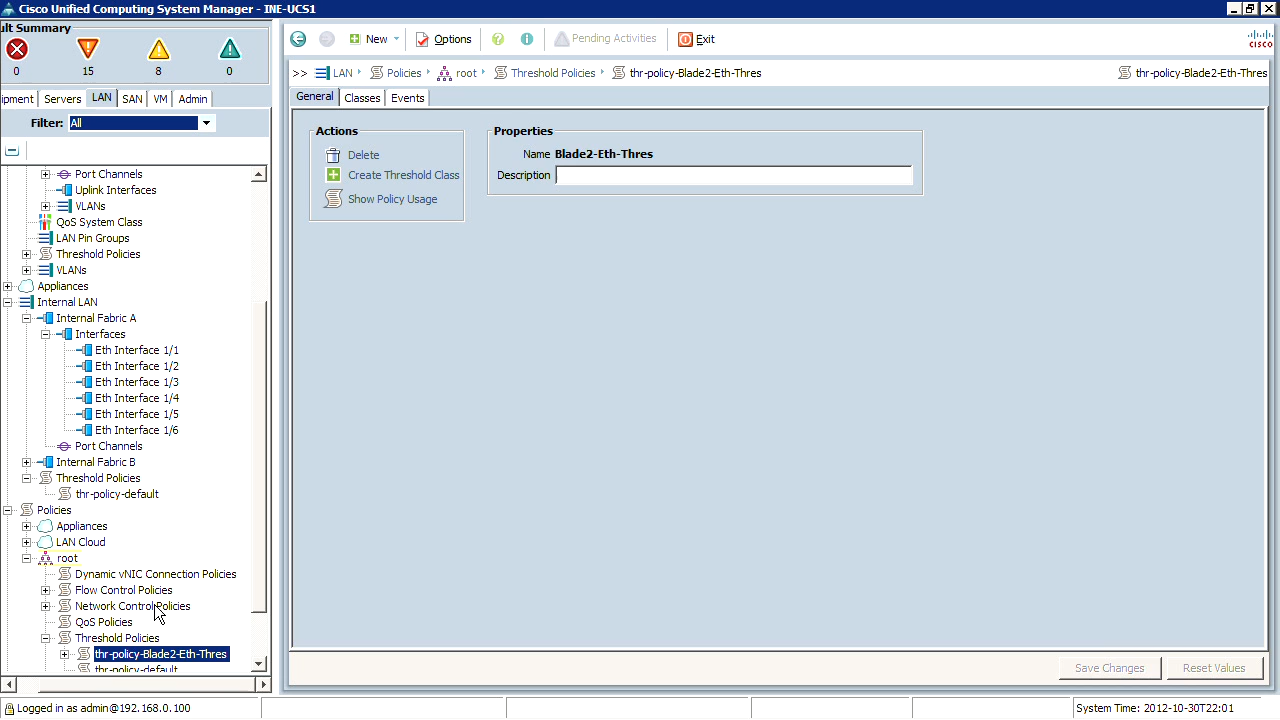 Cisco Unified Computing System Manager - INE-UCS1
ult Summary
0 15 8 0
ipment Servers LAN SAN VM Admin
Filter: All
Port Channels
Uplink Interfaces
VLANs
QoS System Class
LAN Pin Groups
Threshold Policies
VLANs
Appliances
Internal LAN
Internal Fabric A
Interfaces
Eth Interface 1/1
Eth Interface 1/2
Eth Interface 1/3
Eth Interface 1/4
Eth Interface 1/5
Eth Interface 1/6
Port Channels
Internal Fabric B
Threshold Policies
thr-policy-default
Policies
Appliances
LAN Cloud
root
Dynamic vNIC Connection Policies
Flow Control Policies
Network Control Policies
QoS Policies
Threshold Policies
thr-policy-Blade2-Eth-Thres
thr-policy-default
New Options ? i Pending Activities Exit
CISCO
>> LAN Policies root Threshold Policies thr-policy-Blade2-Eth-Thres thr-policy-Blade2-Eth-Thres
General Classes Events
Actions
Delete
Create Threshold Class
Show Policy Usage
Properties
Name Blade2-Eth-Thres
Description
Save Changes Reset Values
Logged in as admin@192.168.0.100 System Time: 2012-10-30T22:01